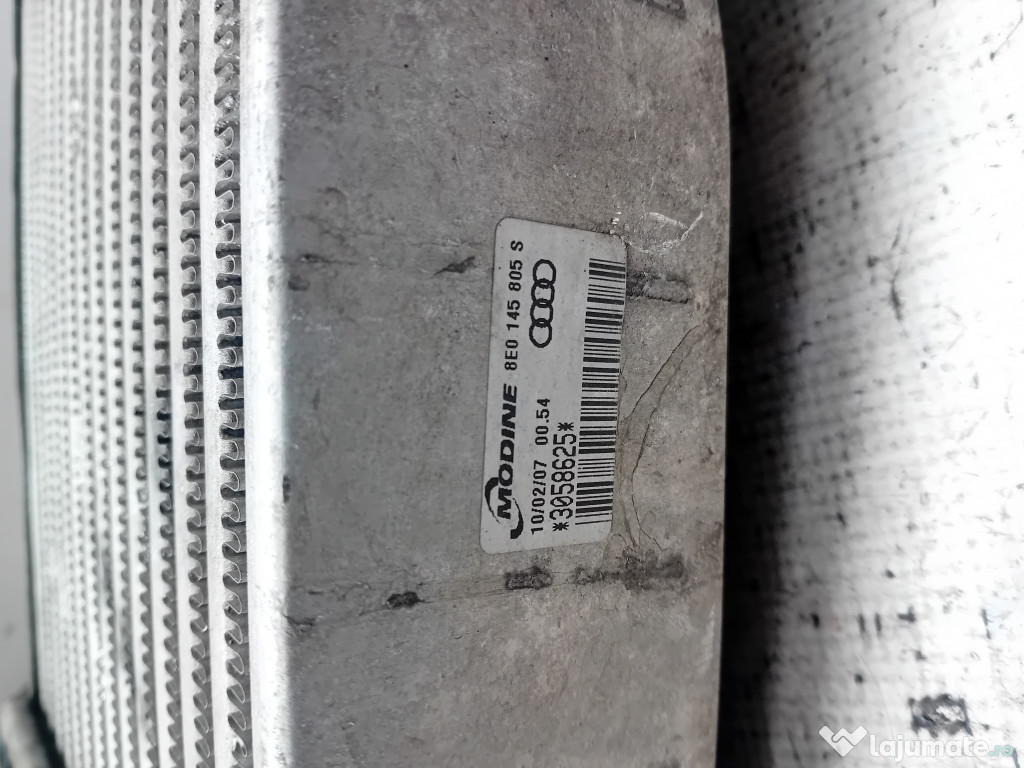 MODINE 8E0 145 805 S
10/02/07 00.54
*3058625*
lajumate.ro